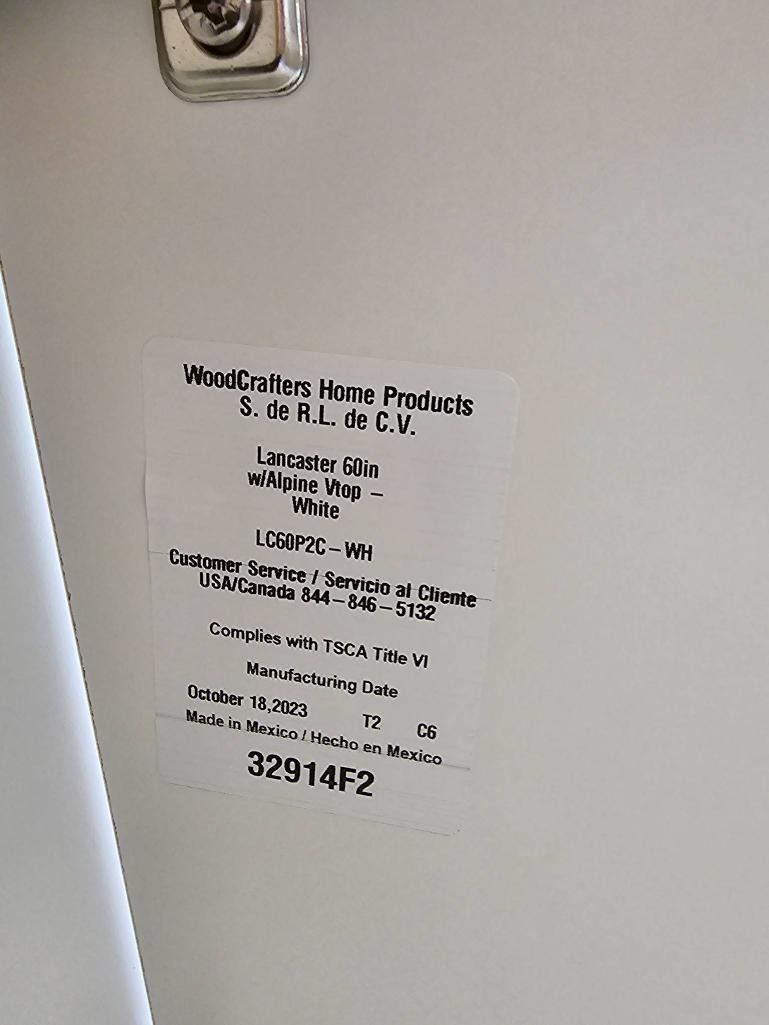 WoodCrafters Home Products
S. de R.L. de C.V.
Lancaster 60in
w/Alpine Vtop –
White
LC60P2C–WH
Customer Service / Servicio al Cliente
USA/Canada 844–846–5132
Complies with TSCA Title VI
Manufacturing Date
October 18,2023 T2 C6
Made in Mexico / Hecho en Mexico
32914F2